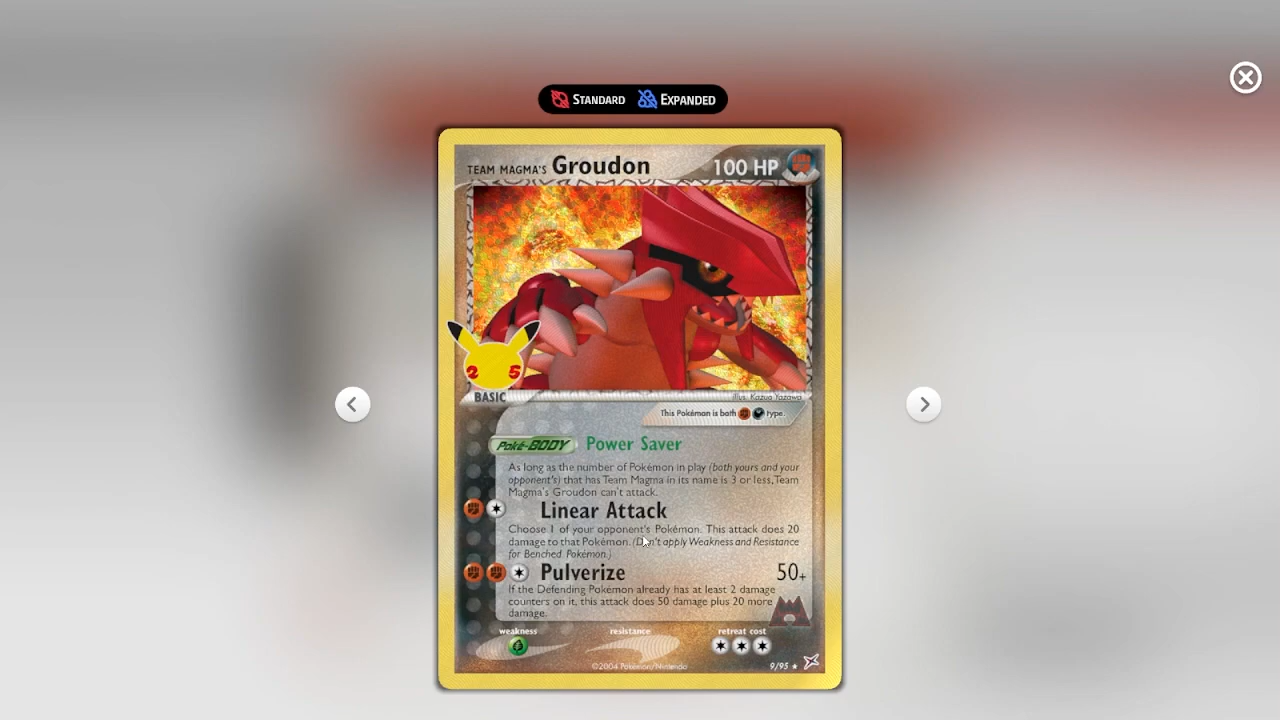 STANDARD EXPANDED
TEAM MAGMA'S Groudon 100 HP
2 5
BASIC
illus. Kazuo Yazawa
This Pokémon is both type.
Poké-BODY Power Saver
As long as the number of Pokémon in play (both yours and your
opponent's) that has Team Magma in its name is 3 or less, Team
Magma's Groudon can't attack.
Linear Attack
Choose 1 of your opponent's Pokémon. This attack does 20
damage to that Pokémon. (Don't apply Weakness and Resistance
for Benched Pokémon.)
Pulverize 50+
If the Defending Pokémon already has at least 2 damage
counters on it, this attack does 50 damage plus 20 more
damage.
weakness resistance retreat cost
©2004 Pokémon/Nintendo 9/95 ★